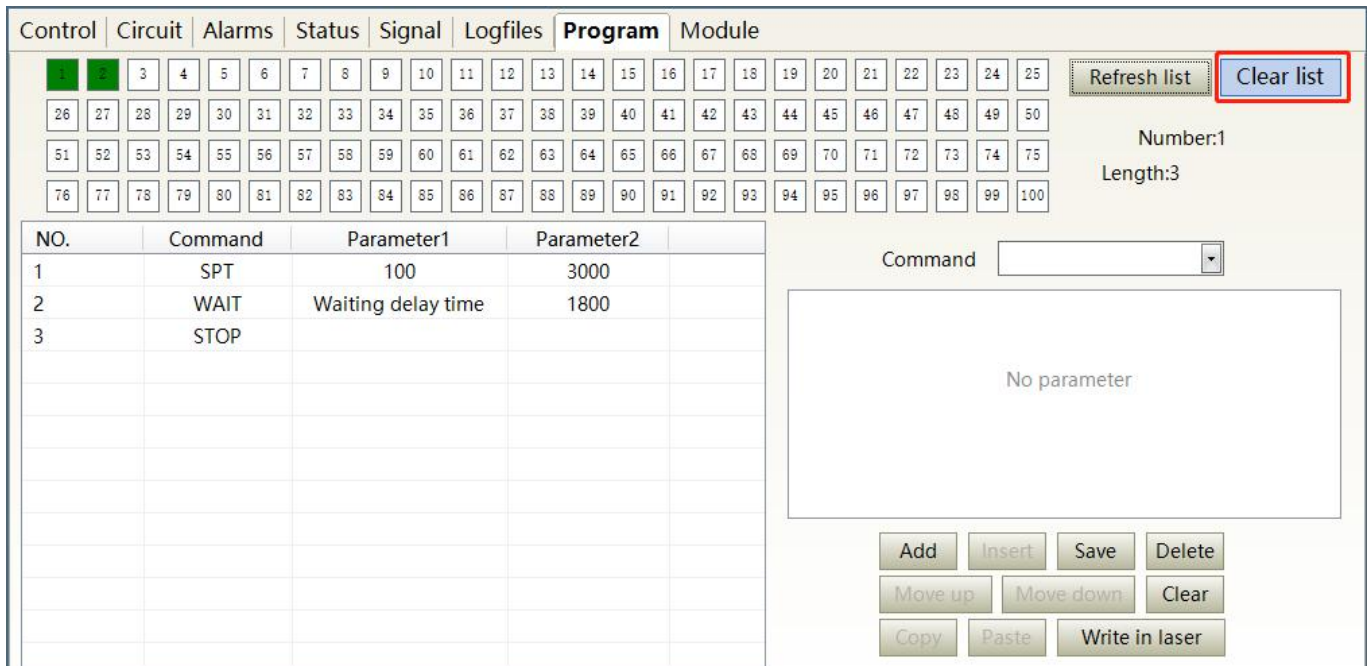 Control Circuit Alarms Status Signal Logfiles Program Module
1 2 3 4 5 6 7 8 9 10 11 12 13 14 15 16 17 18 19 20 21 22 23 24 25 Refresh list Clear list
26 27 28 29 30 31 32 33 34 35 36 37 38 39 40 41 42 43 44 45 46 47 48 49 50
Number:1
51 52 53 54 55 56 57 58 59 60 61 62 63 64 65 66 67 68 69 70 71 72 73 74 75
Length:3
76 77 78 79 80 81 82 83 84 85 86 87 88 89 90 91 92 93 94 95 96 97 98 99 100
NO. Command Parameter1 Parameter2
1 SPT 100 3000
2 WAIT Waiting delay time 1800
3 STOP
Command
No parameter
Add Insert Save Delete
Move up Move down Clear
Copy Paste Write in laser